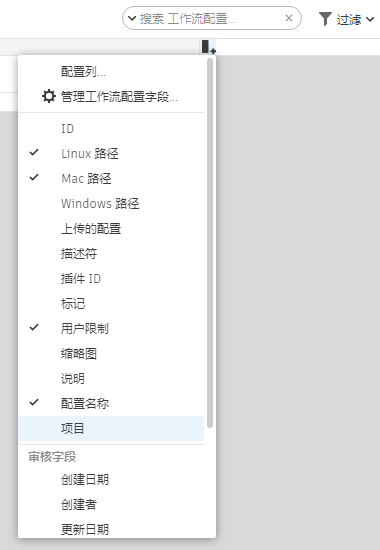 搜索 工作流配置...
过滤
配置列...
管理工作流配置字段...
ID
Linux 路径
Mac 路径
Windows 路径
上传的配置
描述符
插件 ID
标记
用户限制
缩略图
说明
配置名称
项目
审核字段
创建日期
创建者
更新日期